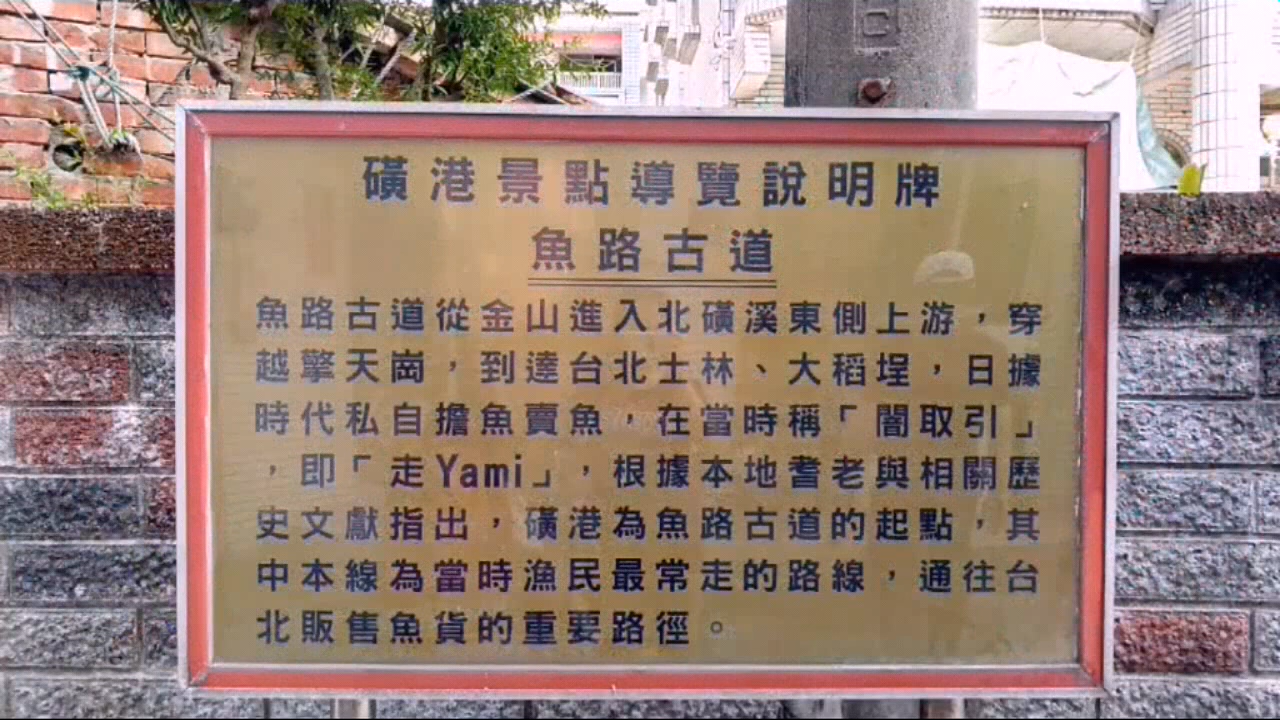 磺港景點導覽說明牌
魚路古道
魚路古道從金山進入北磺溪東側上游，穿
越擎天崗，到達台北士林、大稻埕，日據
時代私自擔魚賣魚，在當時稱「闇取引」
，即「走Yami」，根據本地耆老與相關歷
史文獻指出，磺港為魚路古道的起點，其
中本線為當時漁民最常走的路線，通往台
北販售魚貨的重要路徑。